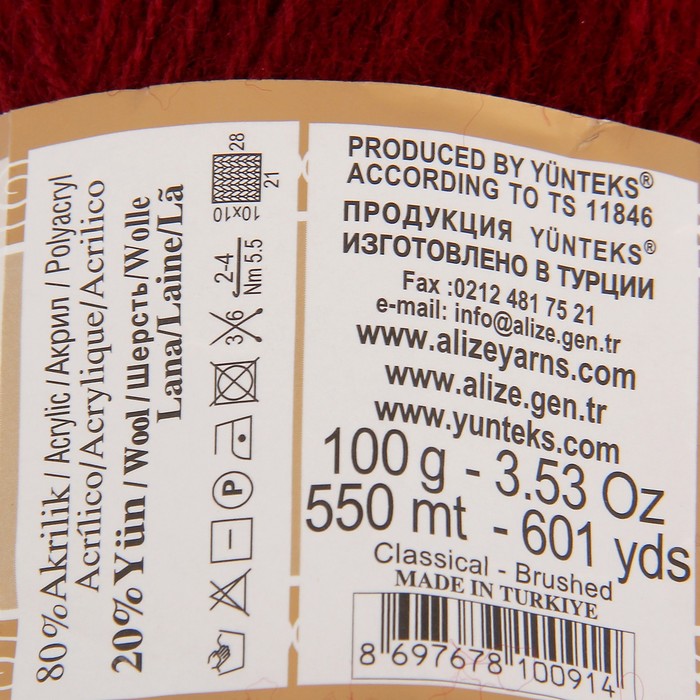 80%Akrilik / Acrylic / Акрил / Polyacryl
Acrílico/Acrylique/Acrilico
20%Yün / Wool / Шерсть/Wolle
Lana/Laine/Lã
28
21
10x10
2-4
Nm 5.5
3 6
P
PRODUCED BY YÜNTEKS®
ACCORDING TO TS 11846
ПРОДУКЦИЯ YÜNTEKS®
ИЗГОТОВЛЕНО В ТУРЦИИ
Fax :0212 481 75 21
e-mail: info@alize.gen.tr
www.alizeyarns.com
www.alize.gen.tr
www.yunteks.com
100 g - 3.53 Oz
550 mt - 601 yds
Classical - Brushed
MADE IN TURKIYE
8 697678 100914